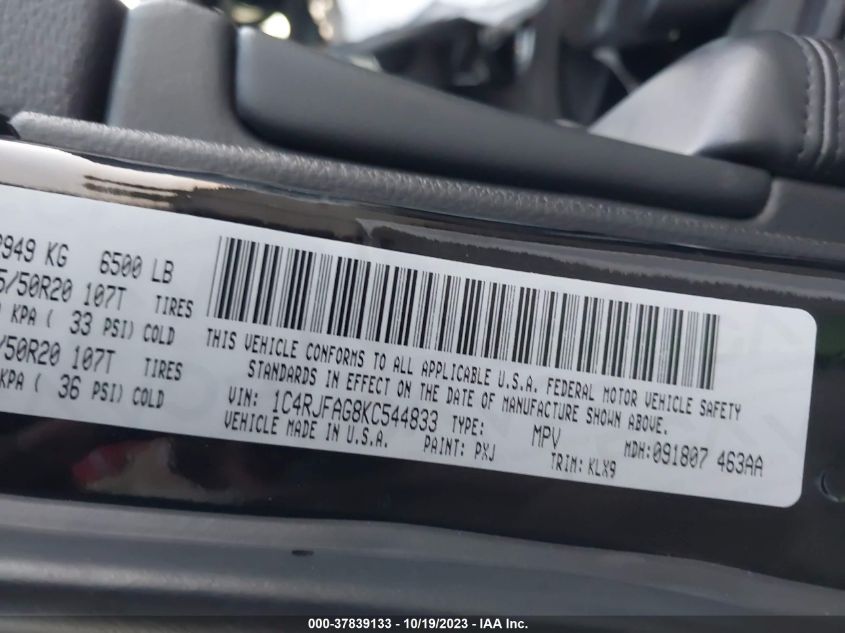 2949 KG 6500 LB
5/50R20 107T TIRES
KPA ( 33 PSI) COLD
/50R20 107T TIRES
KPA ( 36 PSI) COLD
THIS VEHICLE CONFORMS TO ALL APPLICABLE U.S.A. FEDERAL MOTOR VEHICLE SAFETY
STANDARDS IN EFFECT ON THE DATE OF MANUFACTURE SHOWN ABOVE.
VIN: 1C4RJFAG8KC544833 TYPE: MPV MDH:091807 463AA
VEHICLE MADE IN U.S.A. PAINT: PXJ TRIM: KLX9
000-37839133 - 10/19/2023 - IAA Inc.